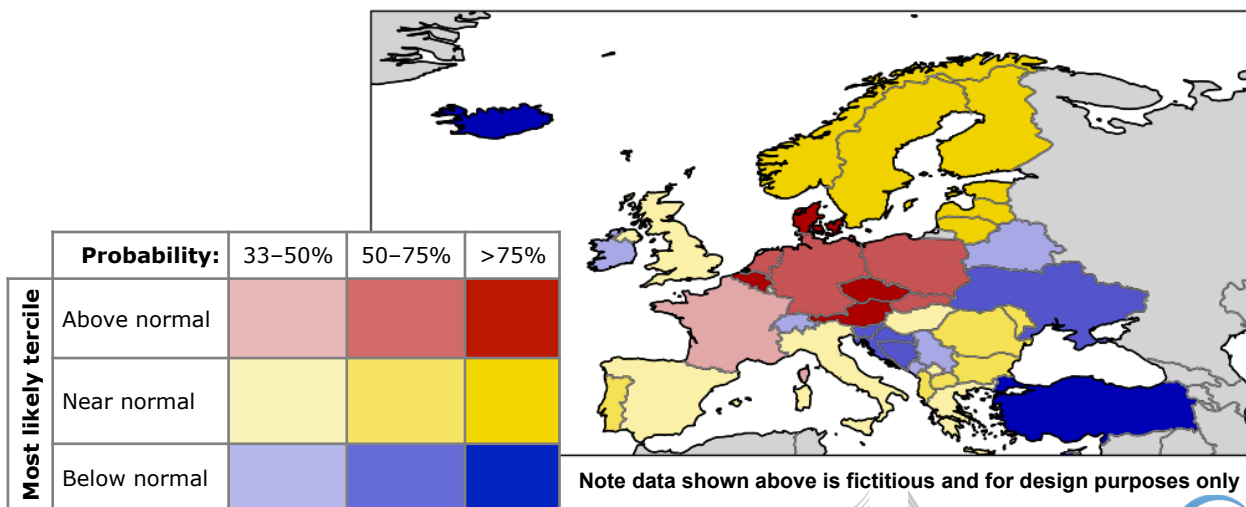 Probability: 33–50% 50–75% >75%
Most likely tercile
Above normal
Near normal
Below normal
Note data shown above is fictitious and for design purposes only